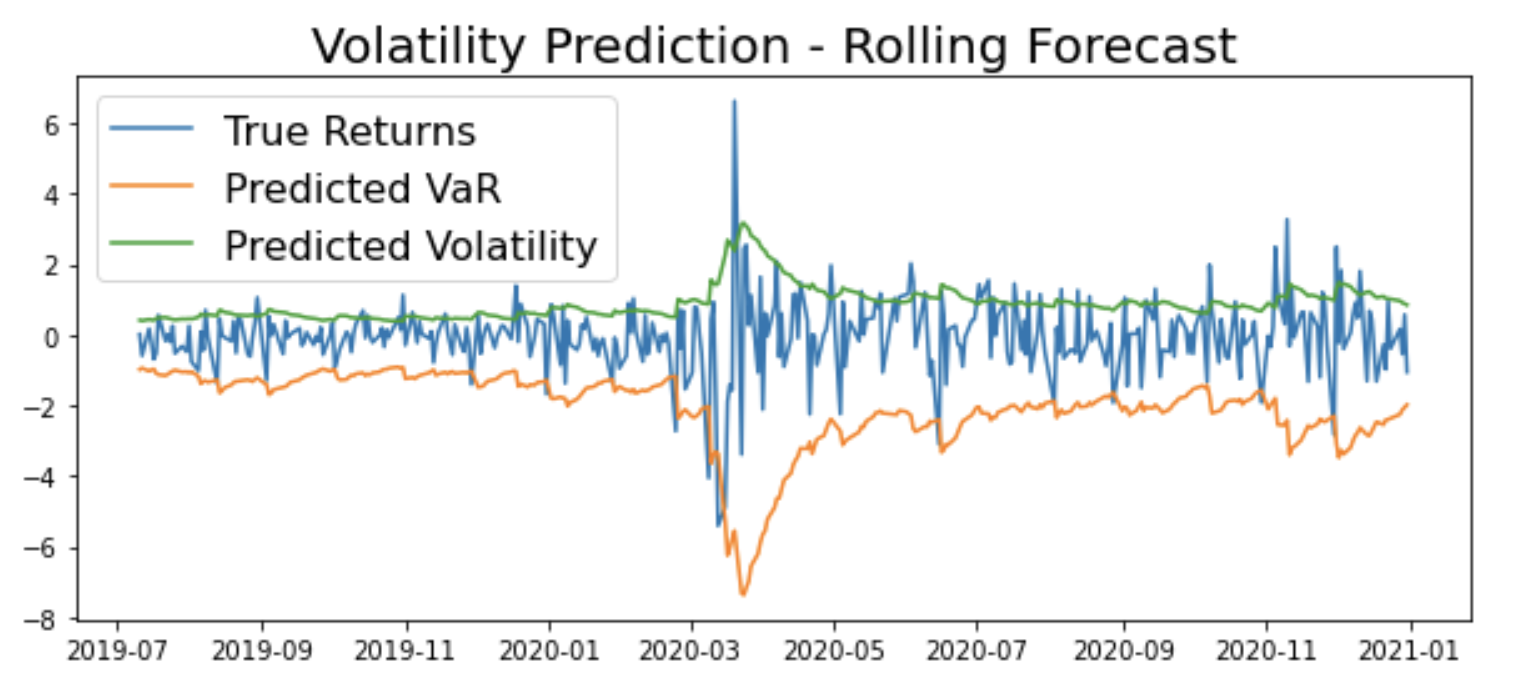 Volatility Prediction - Rolling Forecast
True Returns
Predicted VaR
Predicted Volatility
6
4
2
0
−2
−4
−6
−8
2019-07 2019-09 2019-11 2020-01 2020-03 2020-05 2020-07 2020-09 2020-11 2021-01